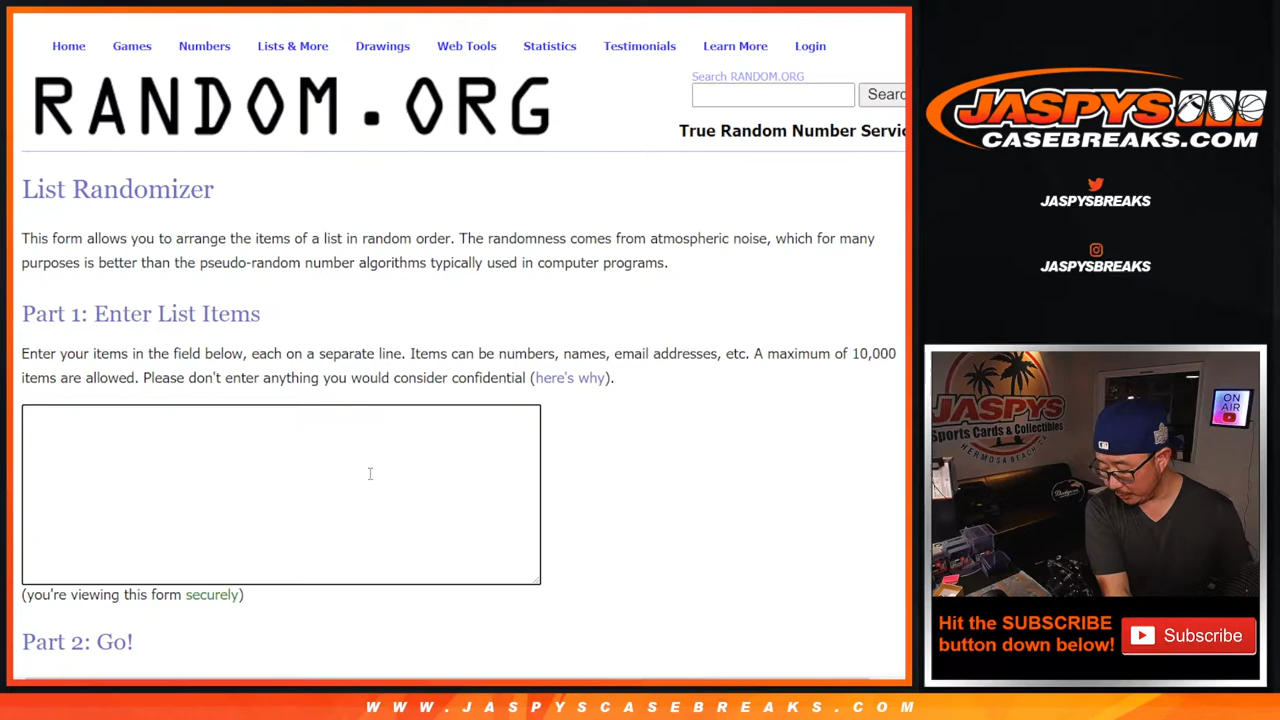 Home Games Numbers Lists & More Drawings Web Tools Statistics Testimonials Learn More Login
RANDOM.ORG
Search RANDOM.ORG
Searc
True Random Number Servic
List Randomizer
This form allows you to arrange the items of a list in random order. The randomness comes from atmospheric noise, which for many
purposes is better than the pseudo-random number algorithms typically used in computer programs.
Part 1: Enter List Items
Enter your items in the field below, each on a separate line. Items can be numbers, names, email addresses, etc. A maximum of 10,000
items are allowed. Please don't enter anything you would consider confidential (here's why).
(you're viewing this form securely)
Part 2: Go!
JASPYS
CASEBREAKS.COM
JASPYSBREAKS
JASPYSBREAKS
JASPYS
Sports Cards & Collectibles
HERMOSA BEACH CA
ON
AIR
Dodgers
Hit the SUBSCRIBE
button down below!
Subscribe
WWW.JASPYSCASEBREAKS.COM